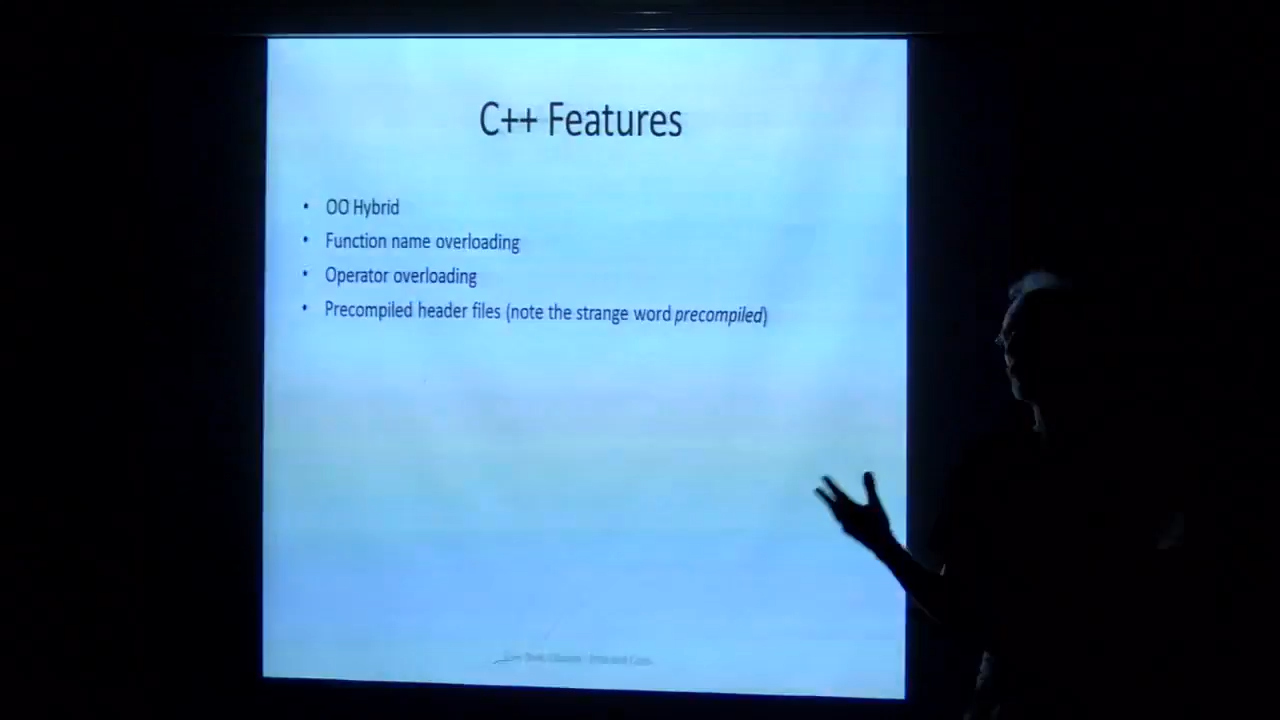 C++ Features
• OO Hybrid
• Function name overloading
• Operator overloading
• Precompiled header files (note the strange word precompiled)